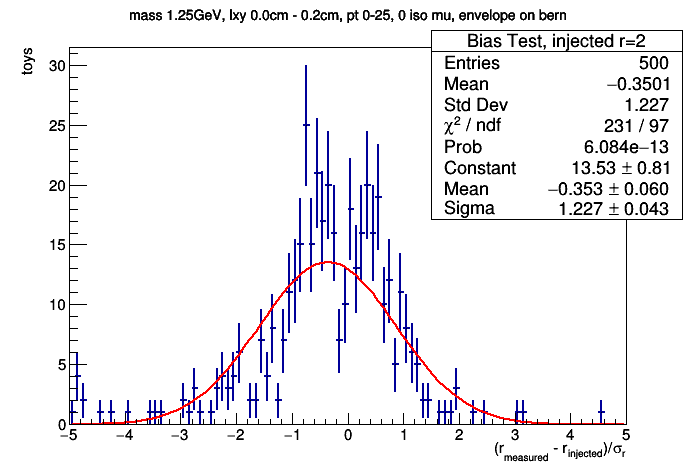 mass 1.25GeV, lxy 0.0cm - 0.2cm, pt 0-25, 0 iso mu, envelope on bern
Bias Test, injected r=2
Entries 500
Mean −0.3501
Std Dev 1.227
χ² / ndf 231 / 97
Prob 6.084e−13
Constant 13.53 ± 0.81
Mean −0.353 ± 0.060
Sigma 1.227 ± 0.043
toys
30
25
20
15
10
5
0
−5 −4 −3 −2 −1 0 1 2 3 4 5
(r_measured - r_injected)/σ_r